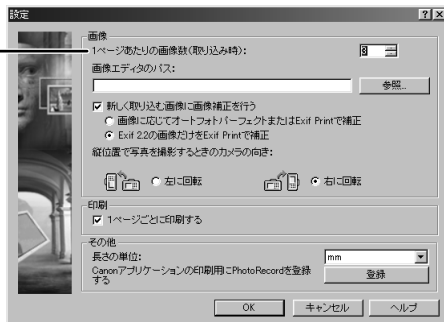 設定
画像
1ページあたりの画像数(取り込み時):
8
画像エディタのパス:
参照...
新しく取り込む画像に画像補正を行う
画像に応じてオートフォトパーフェクトまたはExif Printで補正
Exif 2.2の画像だけをExif Printで補正
縦位置で写真を撮影するときのカメラの向き:
左に回転
右に回転
印刷
1ページごとに印刷する
その他
長さの単位:
mm
Canonアプリケーションの印刷用にPhotoRecordを登録
する
登録
OK
キャンセル
ヘルプ